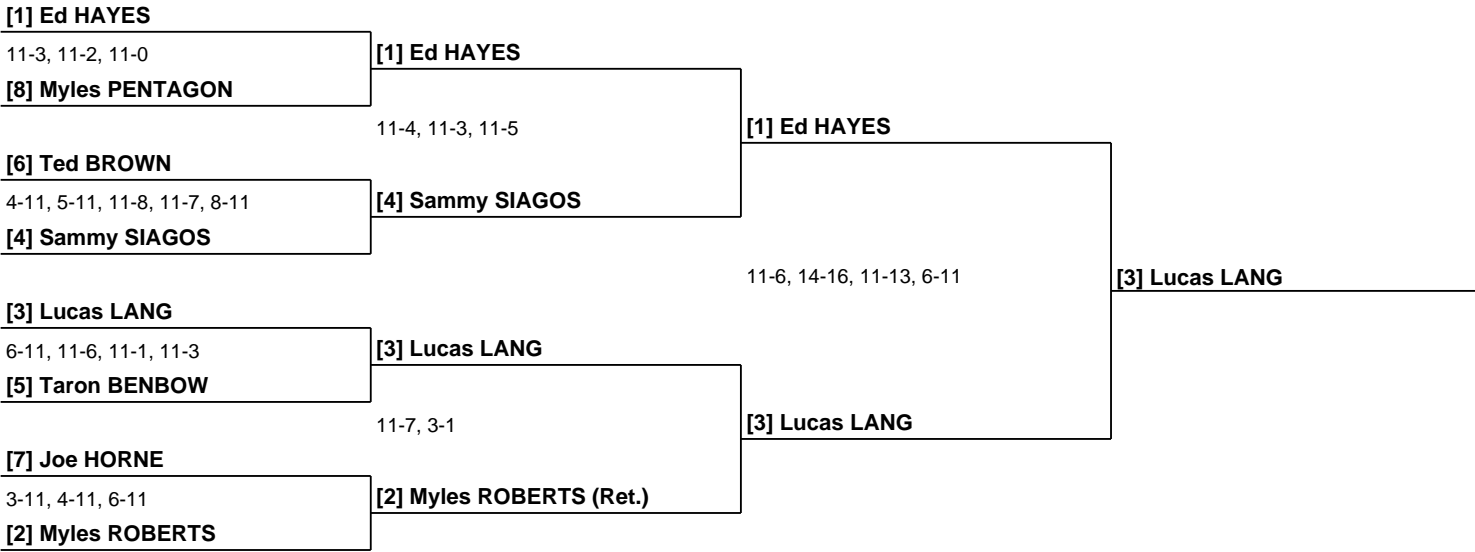 [1] Ed HAYES
11-3, 11-2, 11-0
[8] Myles PENTAGON
[1] Ed HAYES
11-4, 11-3, 11-5
[1] Ed HAYES
[6] Ted BROWN
4-11, 5-11, 11-8, 11-7, 8-11
[4] Sammy SIAGOS
[4] Sammy SIAGOS
11-6, 14-16, 11-13, 6-11
[3] Lucas LANG
[3] Lucas LANG
6-11, 11-6, 11-1, 11-3
[5] Taron BENBOW
[3] Lucas LANG
11-7, 3-1
[3] Lucas LANG
[7] Joe HORNE
3-11, 4-11, 6-11
[2] Myles ROBERTS
[2] Myles ROBERTS (Ret.)